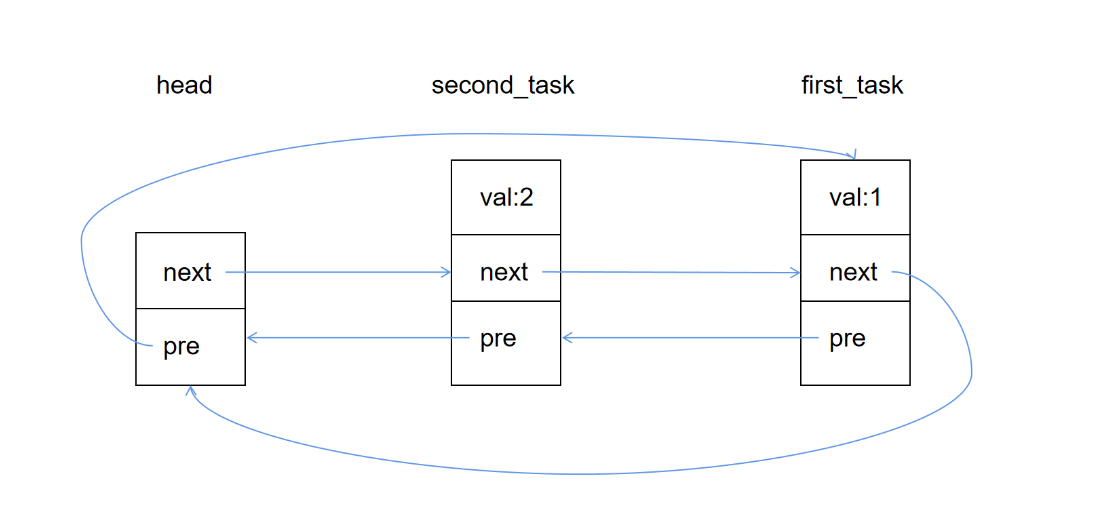 head
second_task
first_task
val:2
val:1
next
next
next
pre
pre
pre